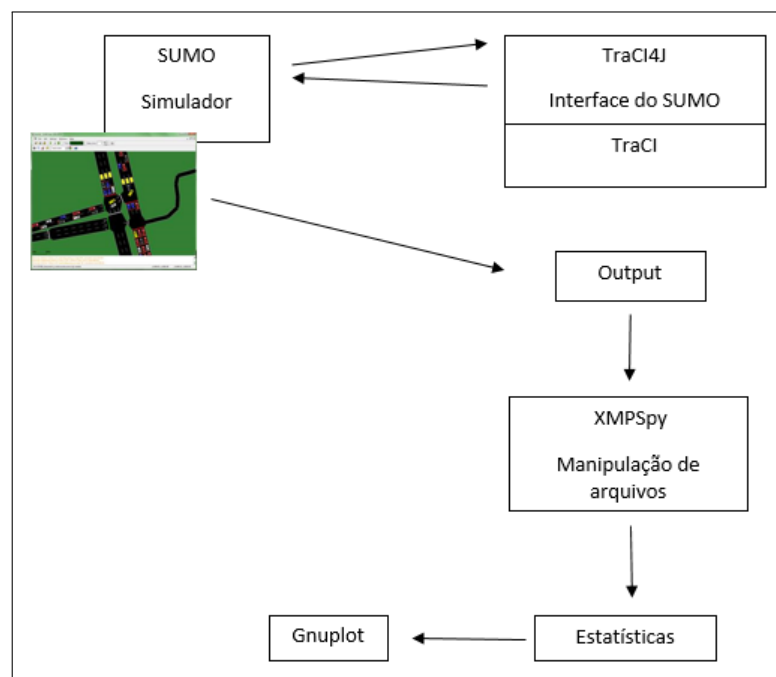 SUMO
Simulador
TraCI4J
Interface do SUMO
TraCI
Output
XMPSpy
Manipulação de
arquivos
Gnuplot
Estatísticas